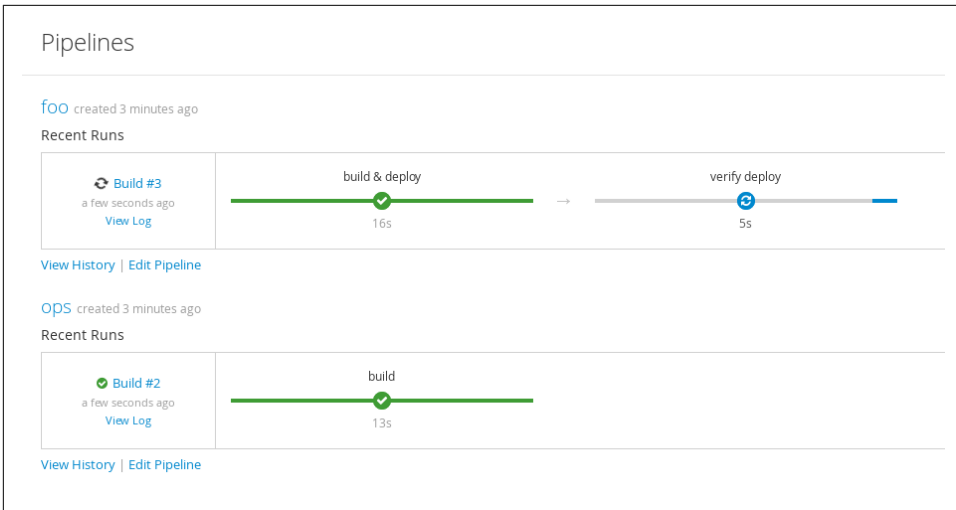 Pipelines
foo created 3 minutes ago
Recent Runs
build & deploy
verify deploy
Build #3
a few seconds ago
View Log
→
16s
5s
View History | Edit Pipeline
ops created 3 minutes ago
Recent Runs
build
Build #2
a few seconds ago
View Log
13s
View History | Edit Pipeline